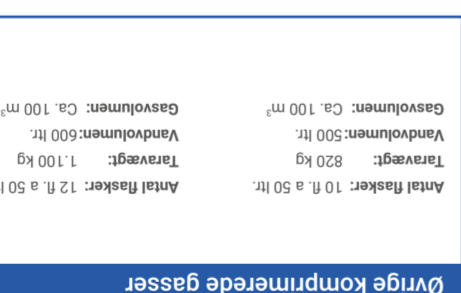 Øvrige komprimerede gasser
Antal flasker: 10 fl. a 50 ltr.
Taravægt: 820 kg
Vandvolumen:500 ltr.
Gasvolumen: Ca. 100 m³
Antal flasker: 12 fl. a 50
Taravægt: 1.100 kg
Vandvolumen:600 ltr.
Gasvolumen: Ca. 100 m³